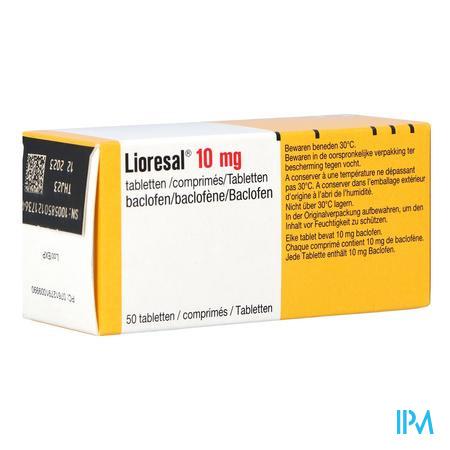 Lioresal® 10 mg
tabletten/comprimés/Tabletten
baclofen/baclofène/Baclofen
50 tabletten / comprimés / Tabletten
Bewaren beneden 30°C.
Bewaren in de oorspronkelijke verpakking ter
bescherming tegen vocht.
A conserver à une température ne dépassant
pas 30°C. A conserver dans l'emballage extérieur
d'origine à l'abri de l'humidité.
Nicht über 30°C lagern.
In der Originalverpackung aufbewahren, um den
Inhalt vor Feuchtigkeit zu schützen.
Elke tablet bevat 10 mg baclofen.
Chaque comprimé contient 10 mg de baclofène.
Jede Tablette enthält 10 mg Baclofen.
12 2023
THJ23
Lot/EXP
IPM